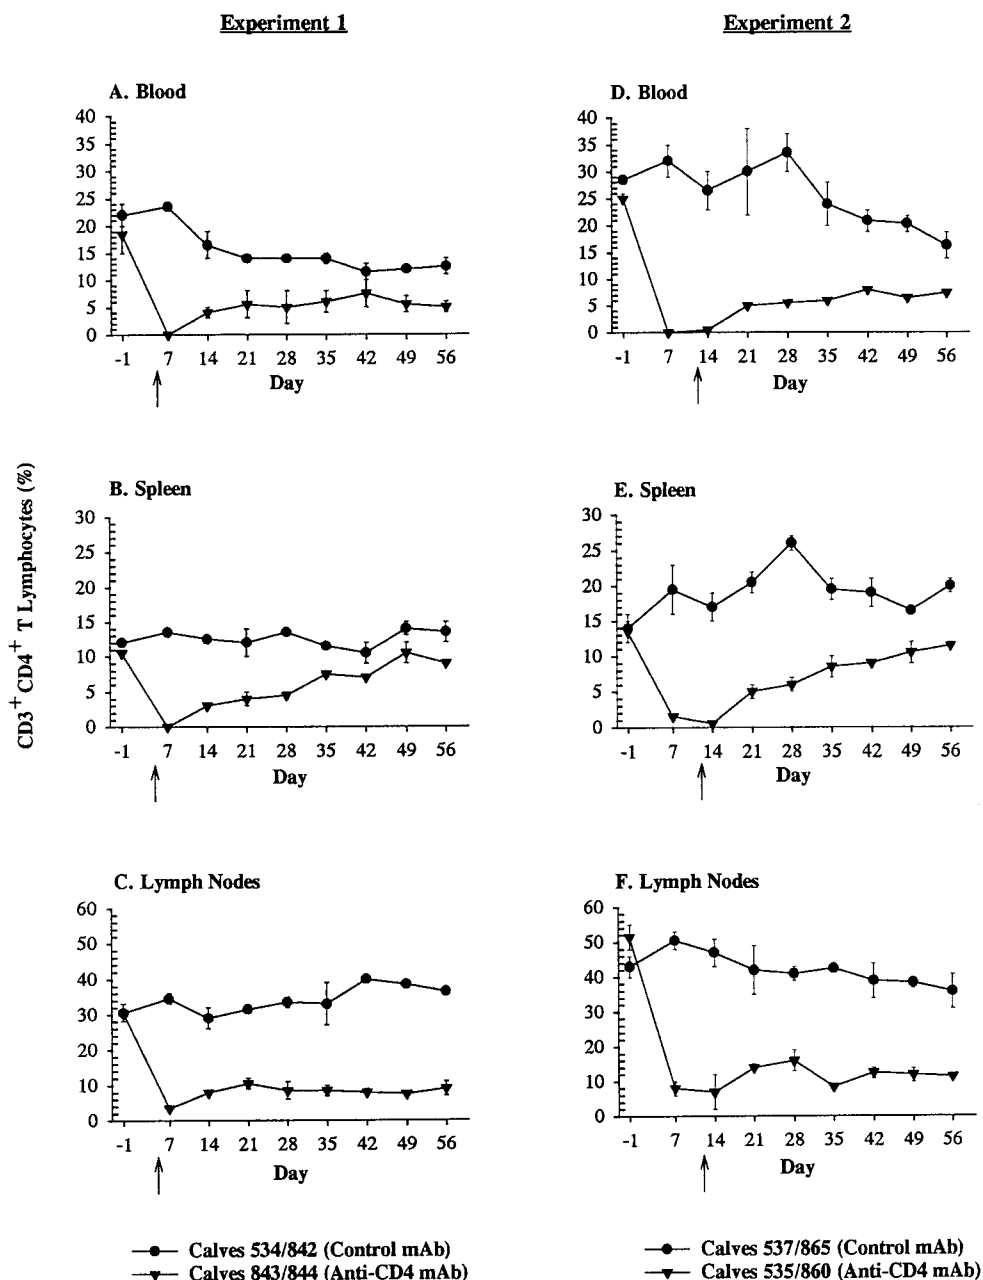 Experiment 1
Experiment 2
A. Blood
40
35
30
25
20
15
10
5
0
-1 7 14 21 28 35 42 49 56
Day
D. Blood
40
35
30
25
20
15
10
5
0
-1 7 14 21 28 35 42 49 56
Day
CD3+ CD4+ T Lymphocytes (%)
B. Spleen
30
25
20
15
10
5
0
-1 7 14 21 28 35 42 49 56
Day
E. Spleen
30
25
20
15
10
5
0
-1 7 14 21 28 35 42 49 56
Day
C. Lymph Nodes
60
50
40
30
20
10
0
-1 7 14 21 28 35 42 49 56
Day
F. Lymph Nodes
60
50
40
30
20
10
0
-1 7 14 21 28 35 42 49 56
Day
Calves 534/842 (Control mAb)
Calves 843/844 (Anti-CD4 mAb)
Calves 537/865 (Control mAb)
Calves 535/860 (Anti-CD4 mAb)